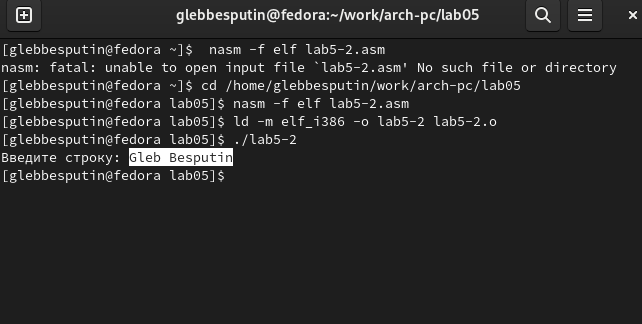 glebbesputin@fedora:~/work/arch-pc/lab05
[glebbesputin@fedora ~]$  nasm -f elf lab5-2.asm
nasm: fatal: unable to open input file `lab5-2.asm' No such file or directory
[glebbesputin@fedora ~]$ cd /home/glebbesputin/work/arch-pc/lab05
[glebbesputin@fedora lab05]$ nasm -f elf lab5-2.asm
[glebbesputin@fedora lab05]$ ld -m elf_i386 -o lab5-2 lab5-2.o
[glebbesputin@fedora lab05]$ ./lab5-2
Введите строку: Gleb Besputin
[glebbesputin@fedora lab05]$